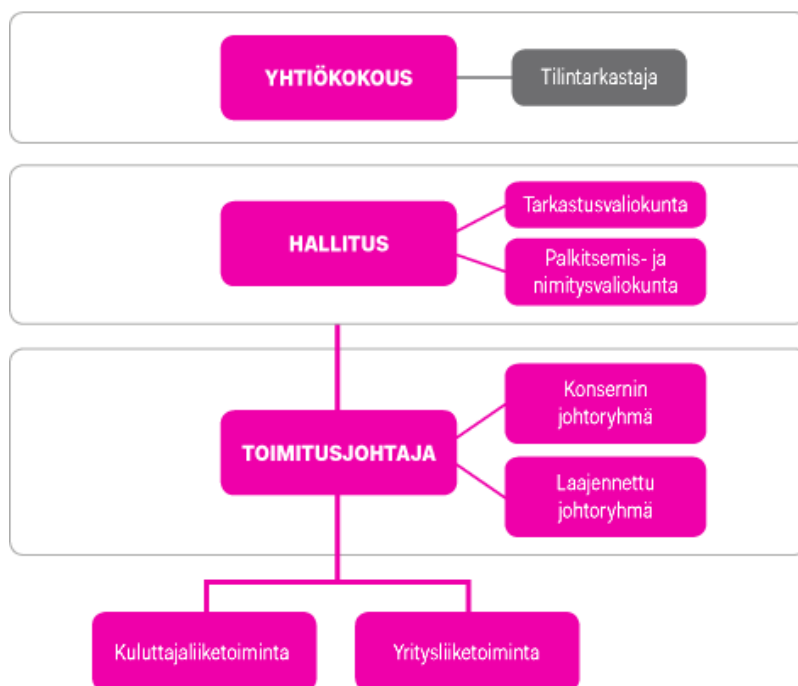 YHTIÖKOKOUS
Tilintarkastaja
HALLITUS
Tarkastusvaliokunta
Palkitsemis- ja
nimitysvaliokunta
TOIMITUSJOHTAJA
Konsernin
johtoryhmä
Laajennettu
johtoryhmä
Kuluttajaliiketoiminta
Yritysliiketoiminta